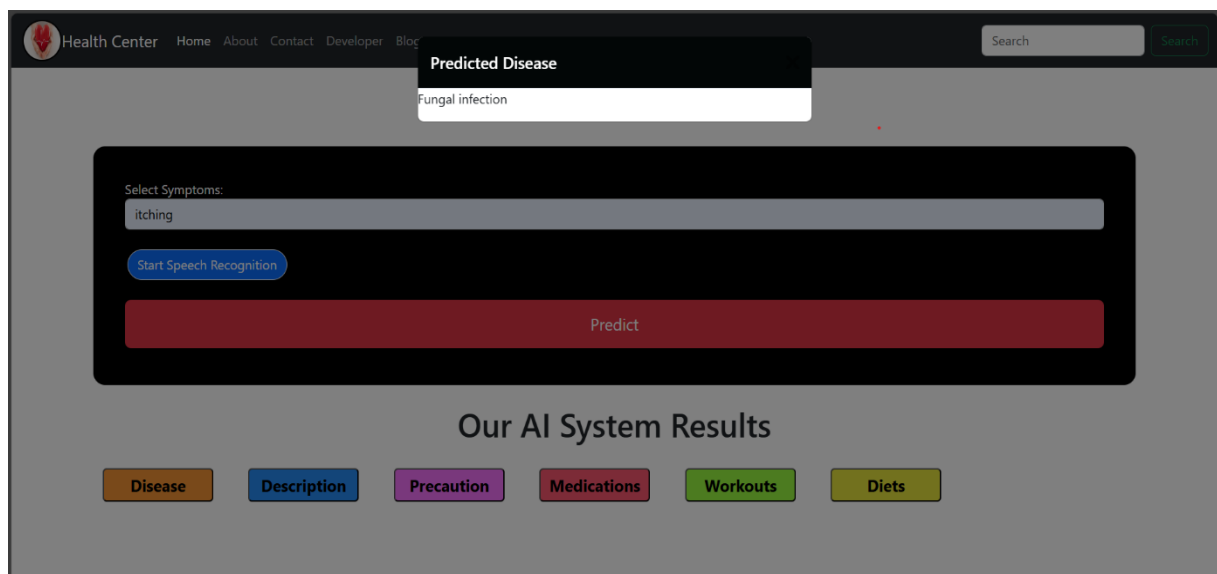 Health Center Home About Contact Developer Blog Search Search
Predicted Disease
Fungal infection
Select Symptoms:
itching
Start Speech Recognition
Predict
Our AI System Results
Disease Description Precaution Medications Workouts Diets